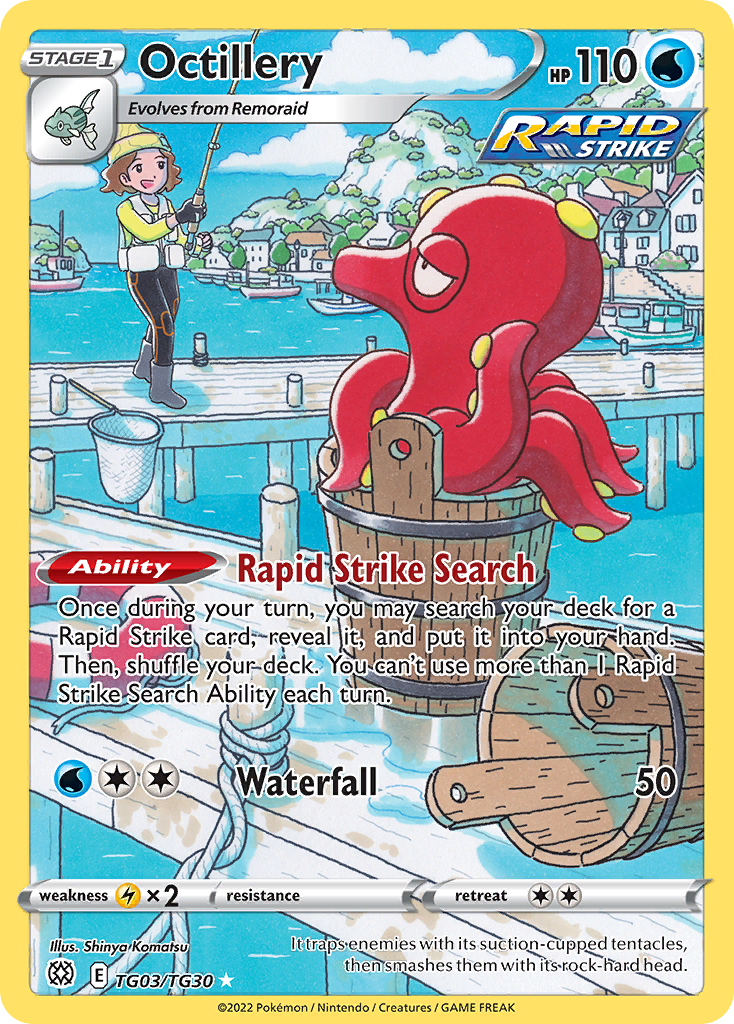 STAGE 1
Octillery
HP 110
Evolves from Remoraid
RAPID
STRIKE
Ability
Rapid Strike Search
Once during your turn, you may search your deck for a
Rapid Strike card, reveal it, and put it into your hand.
Then, shuffle your deck. You can't use more than 1 Rapid
Strike Search Ability each turn.
Waterfall 50
weakness ×2 resistance retreat
Illus. Shinya Komatsu
It traps enemies with its suction-cupped tentacles,
then smashes them with its rock-hard head.
E TG03/TG30
©2022 Pokémon / Nintendo / Creatures / GAME FREAK